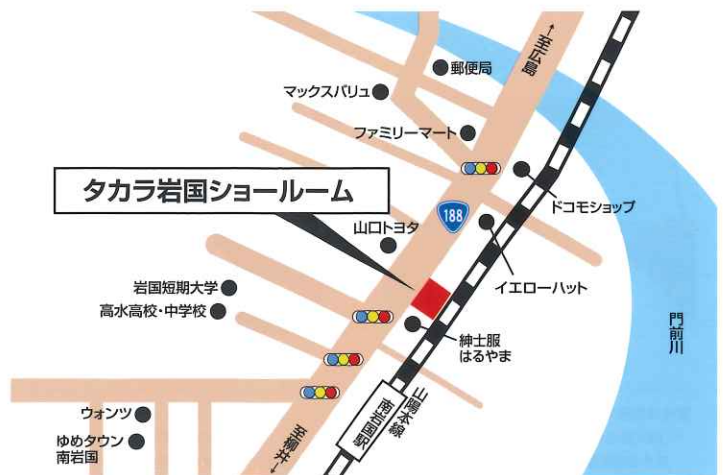 ↑至広島
郵便局
マックスバリュ
ファミリーマート
タカラ岩国ショールーム
ドコモショップ
188
山口トヨタ
イエローハット
岩国短期大学
高水高校・中学校
紳士服
はるやま
門前川
山陽本線
南岩国駅
ウォンツ
ゆめタウン
南岩国
至柳井↓